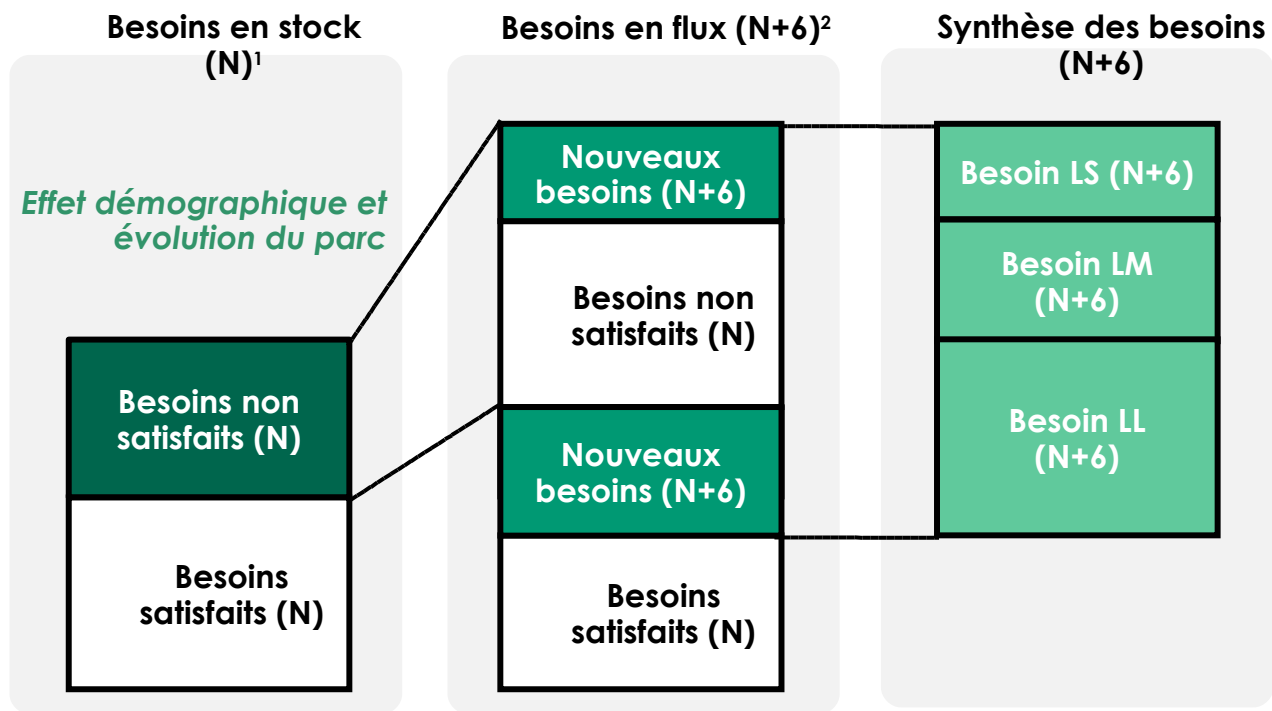 Besoins en stock
(N)¹
Effet démographique et
évolution du parc
Besoins non
satisfaits (N)
Besoins
satisfaits (N)
Besoins en flux (N+6)²
Nouveaux
besoins (N+6)
Besoins non
satisfaits (N)
Nouveaux
besoins (N+6)
Besoins
satisfaits (N)
Synthèse des besoins
(N+6)
Besoin LS (N+6)
Besoin LM
(N+6)
Besoin LL
(N+6)